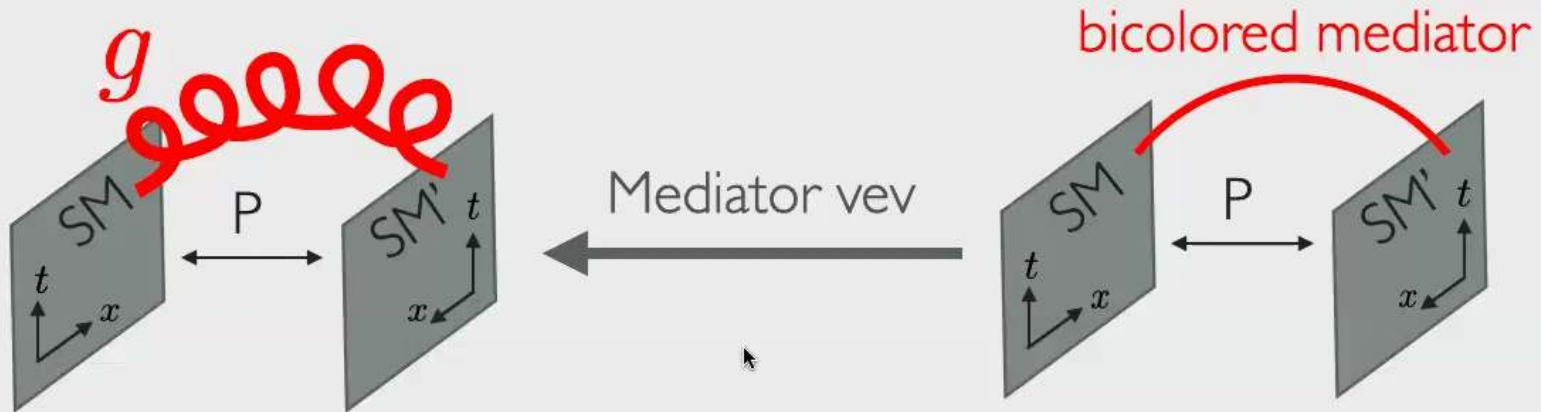 g
bicolored mediator
SM
P
SM'
t
t
x
x
Mediator vev
SM
P
SM'
t
t
x
x